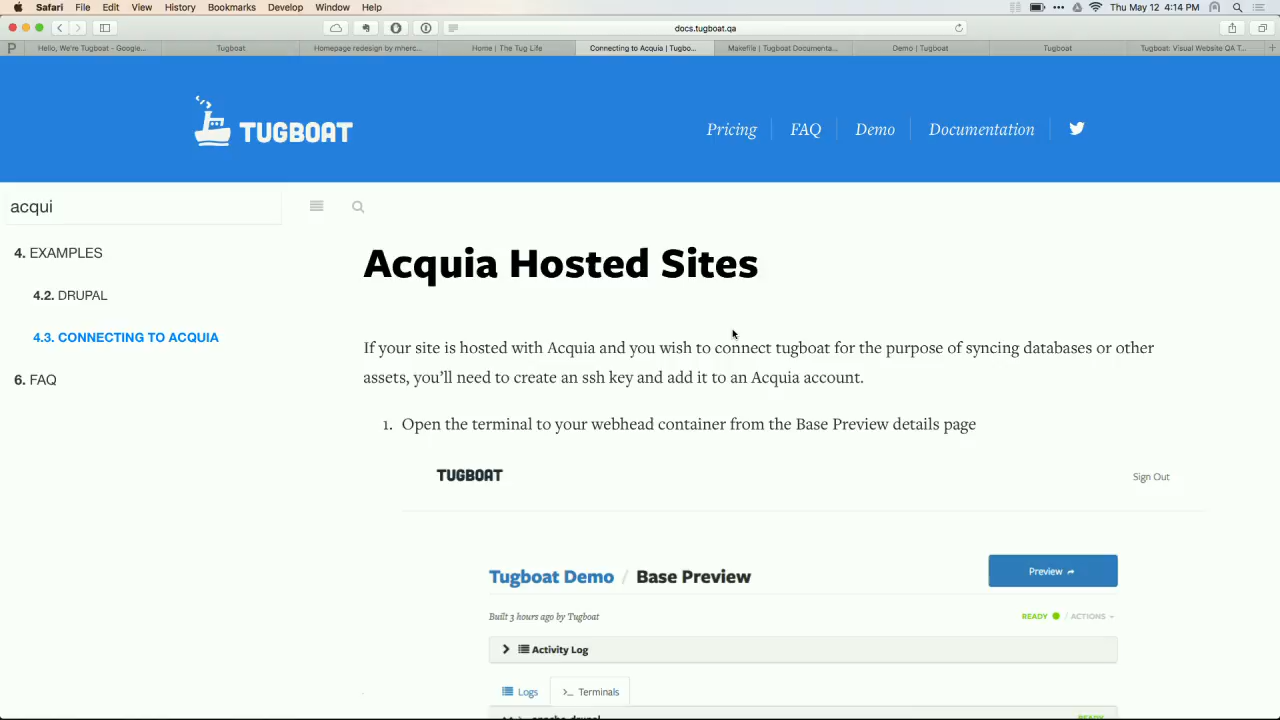 Safari File Edit View History Bookmarks Develop Window Help Thu May 12 4:14 PM
docs.tugboat.qa
Hello, We're Tugboat - Google... Tugboat Homepage redesign by mherc... Home | The Tug Life Connecting to Acquia | Tugbo... Makefile | Tugboat Documenta... Demo | Tugboat Tugboat Tugboat: Visual Website QA T...
TUGBOAT
Pricing FAQ Demo Documentation
acqui
4. EXAMPLES
4.2. DRUPAL
4.3. CONNECTING TO ACQUIA
6. FAQ
Acquia Hosted Sites
If your site is hosted with Acquia and you wish to connect tugboat for the purpose of syncing databases or other
assets, you'll need to create an ssh key and add it to an Acquia account.
1. Open the terminal to your webhead container from the Base Preview details page
TUGBOAT Sign Out
Tugboat Demo / Base Preview Preview
Built 3 hours ago by Tugboat READY / ACTIONS
Activity Log
Logs >_ Terminals